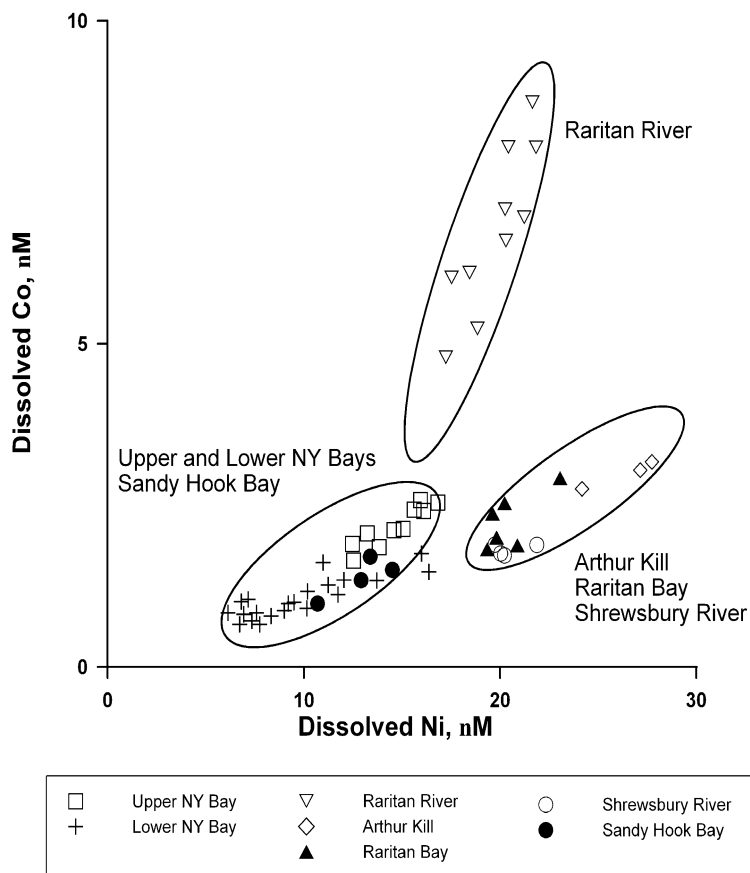 10
Raritan River
Dissolved Co, nM
5
Upper and Lower NY Bays
Sandy Hook Bay
Arthur Kill
Raritan Bay
Shrewsbury River
0
0 10 20 30
Dissolved Ni, nM
Upper NY Bay Raritan River Shrewsbury River
Lower NY Bay Arthur Kill Sandy Hook Bay
Raritan Bay